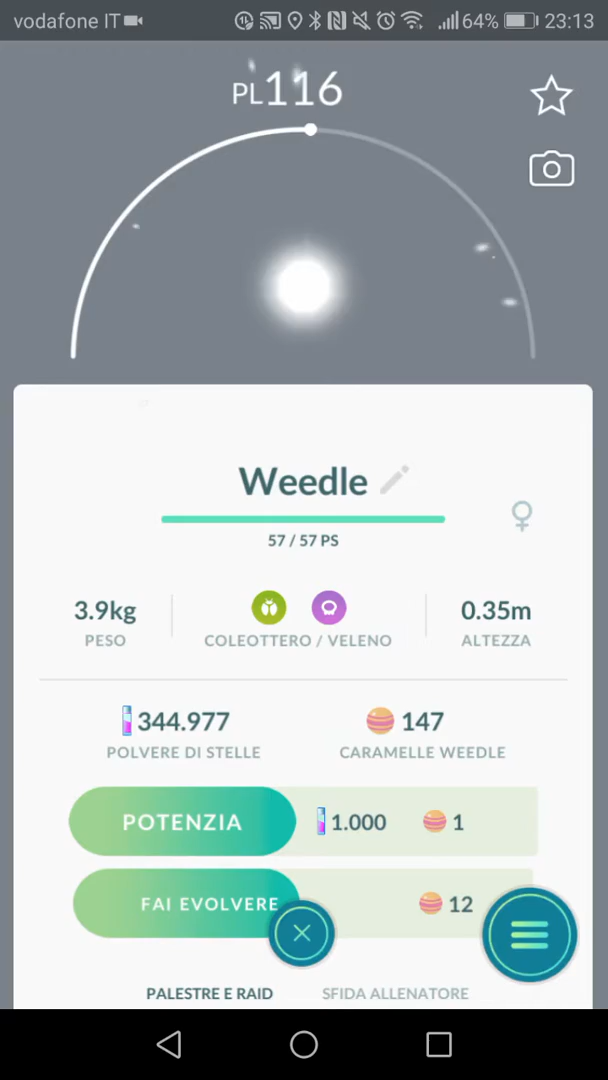 vodafone IT 64% 23:13
PL116
Weedle
57 / 57 PS
3.9kg 0.35m
PESO COLEOTTERO / VELENO ALTEZZA
344.977 147
POLVERE DI STELLE CARAMELLE WEEDLE
POTENZIA 1.000 1
FAI EVOLVERE 12
PALESTRE E RAID SFIDA ALLENATORE